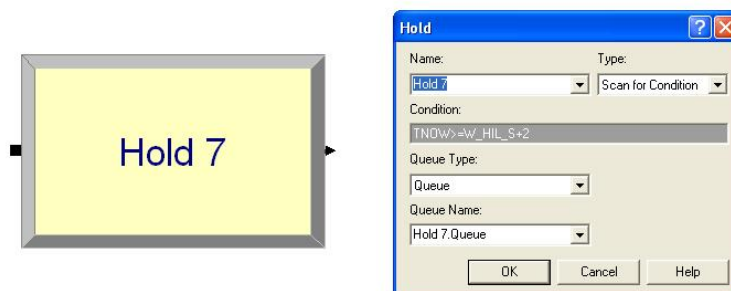 Hold 7
Hold
Name:
Type:
Hold 7
Scan for Condition
Condition:
TNOW>=W_HIL_S+2
Queue Type:
Queue
Queue Name:
Hold 7.Queue
OK
Cancel
Help